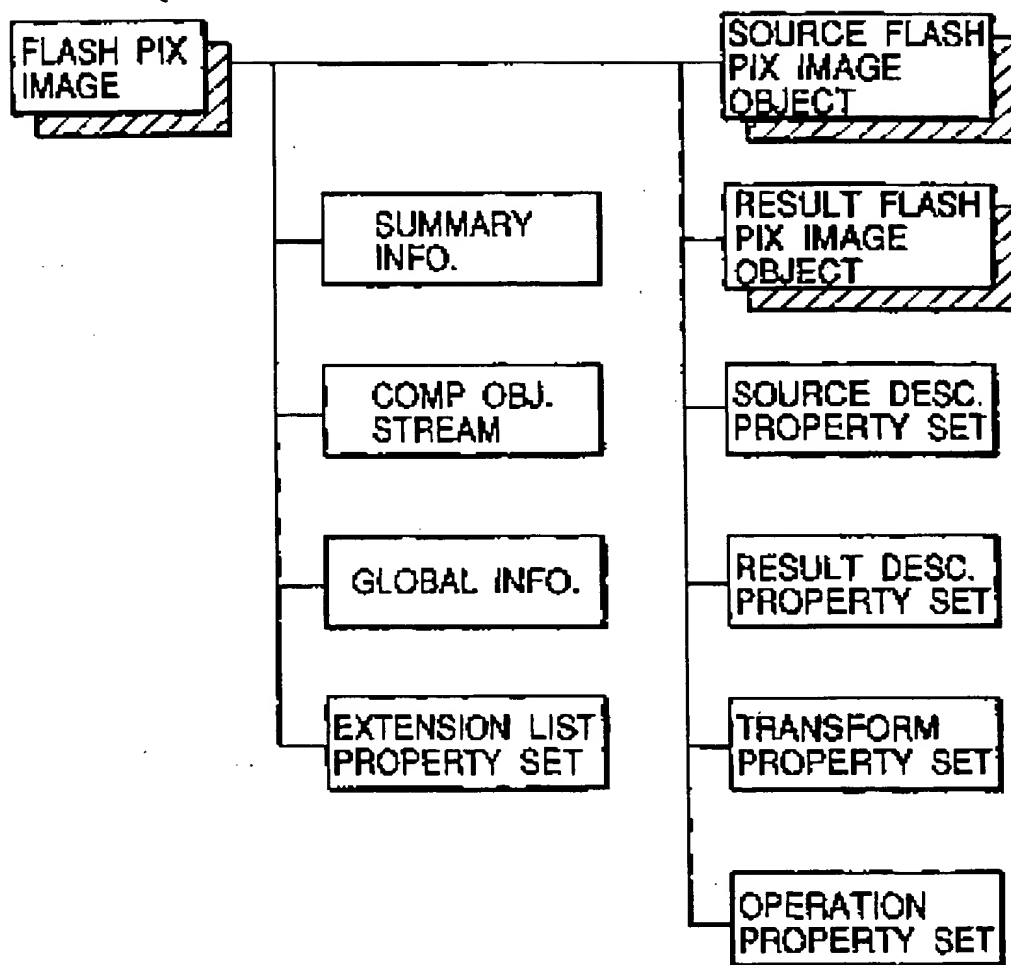 FLASH PIX
IMAGE
SUMMARY
INFO.
COMP OBJ.
STREAM
GLOBAL INFO.
EXTENSION LIST
PROPERTY SET
SOURCE FLASH
PIX IMAGE
OBJECT
RESULT FLASH
PIX IMAGE
OBJECT
SOURCE DESC.
PROPERTY SET
RESULT DESC.
PROPERTY SET
TRANSFORM
PROPERTY SET
OPERATION
PROPERTY SET